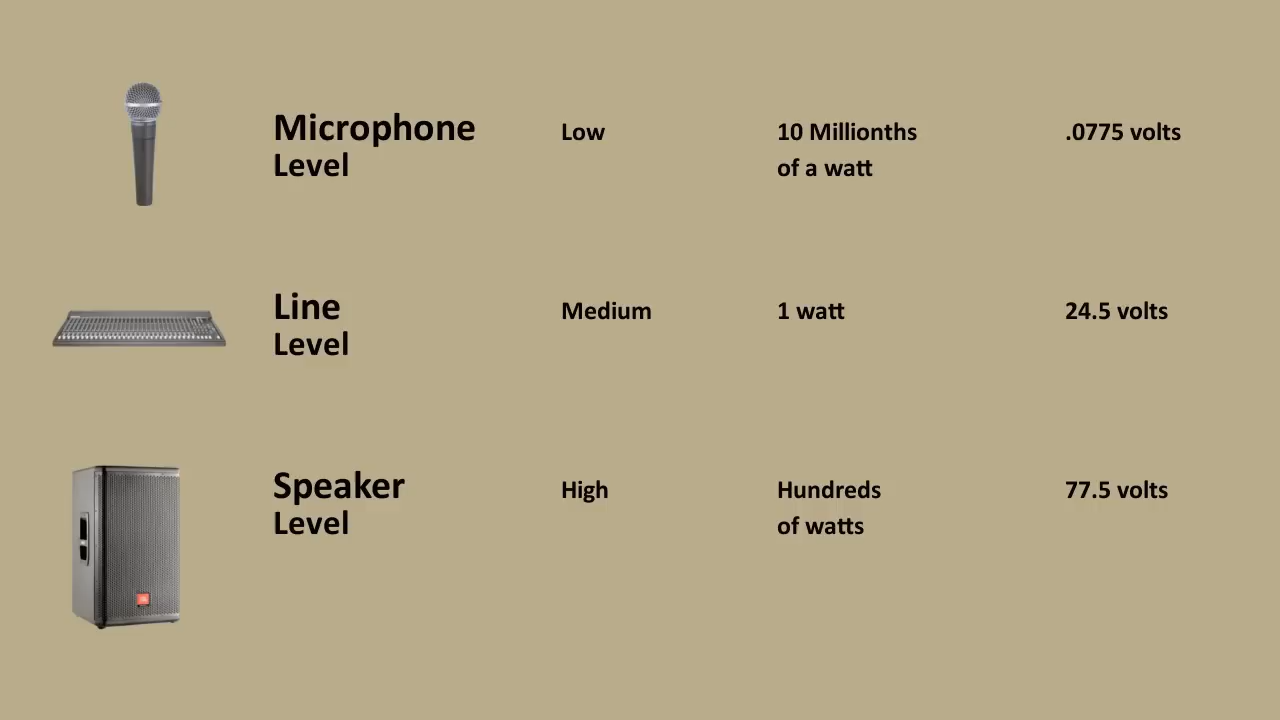 Microphone
Level
Low
10 Millionths
of a watt
.0775 volts
Line
Level
Medium
1 watt
24.5 volts
Speaker
Level
High
Hundreds
of watts
77.5 volts